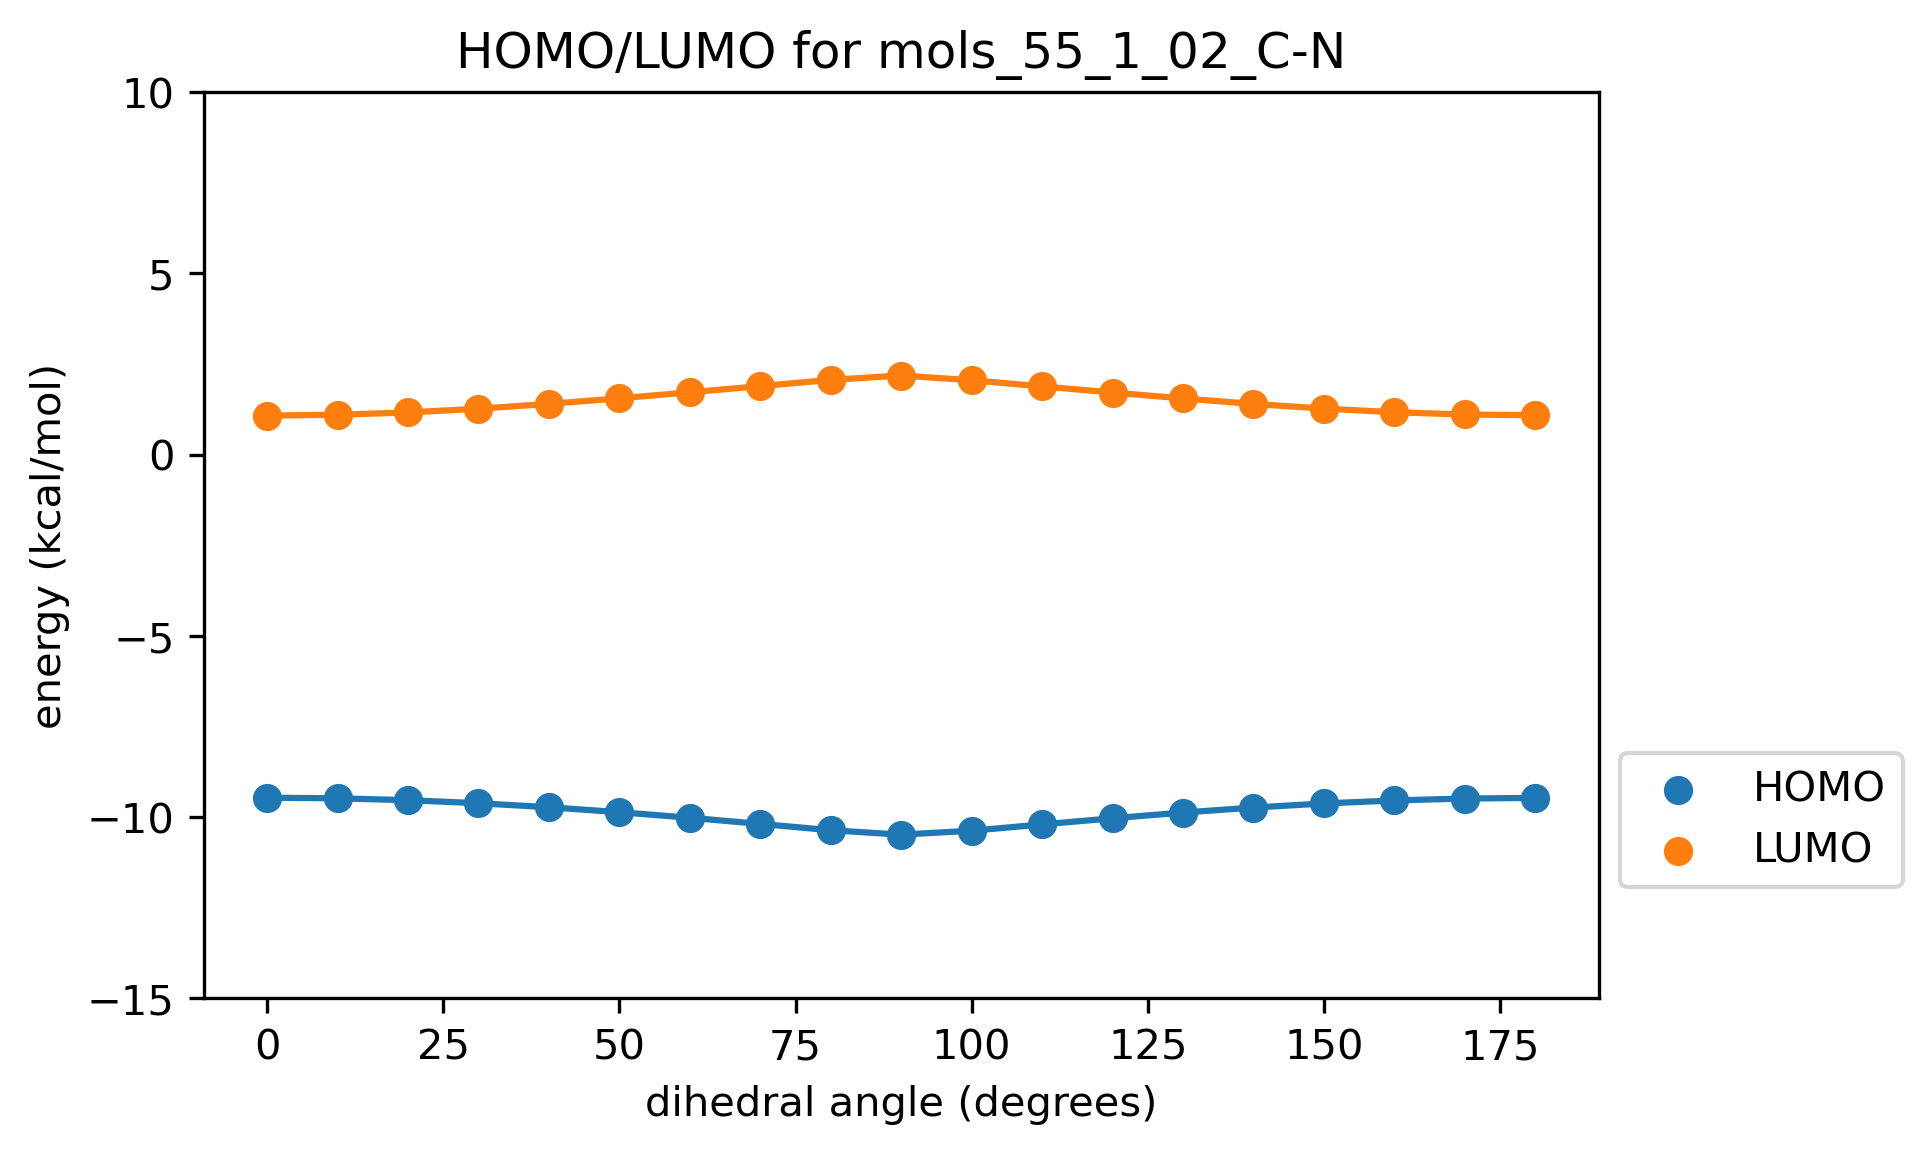 HOMO/LUMO for mols_55_1_02_C-N
10
5
0
−5
−10
−15
energy (kcal/mol)
0 25 50 75 100 125 150 175
dihedral angle (degrees)
HOMO
LUMO